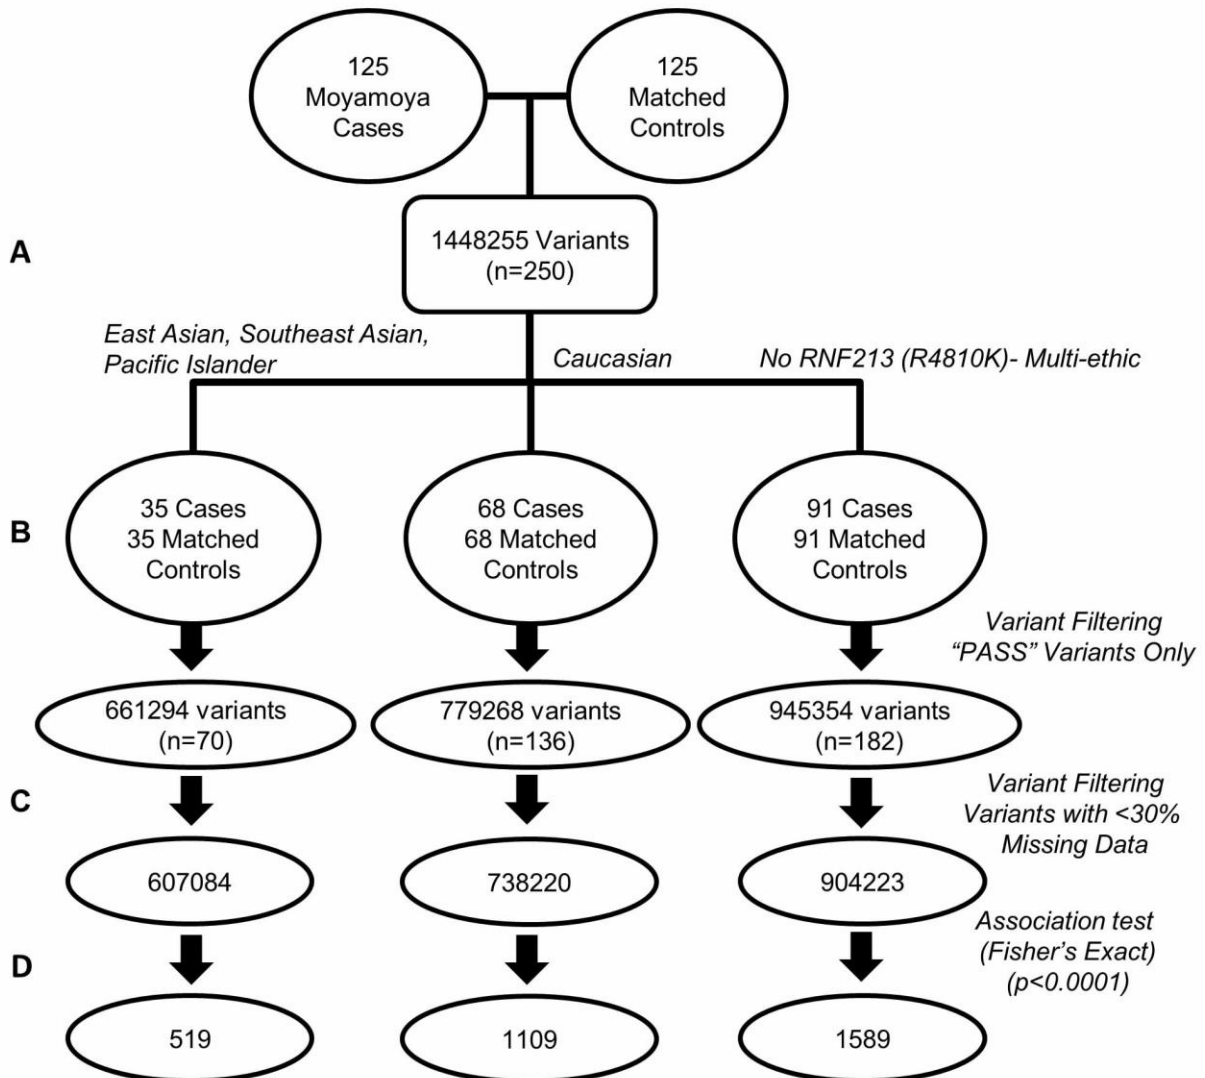 125
Moyamoya
Cases
125
Matched
Controls
A
1448255 Variants
(n=250)
East Asian, Southeast Asian,
Pacific Islander
Caucasian
No RNF213 (R4810K)- Multi-ethic
B
35 Cases
35 Matched
Controls
68 Cases
68 Matched
Controls
91 Cases
91 Matched
Controls
Variant Filtering
“PASS” Variants Only
661294 variants
(n=70)
779268 variants
(n=136)
945354 variants
(n=182)
C
Variant Filtering
Variants with <30%
Missing Data
607084
738220
904223
D
Association test
(Fisher’s Exact)
(p<0.0001)
519
1109
1589